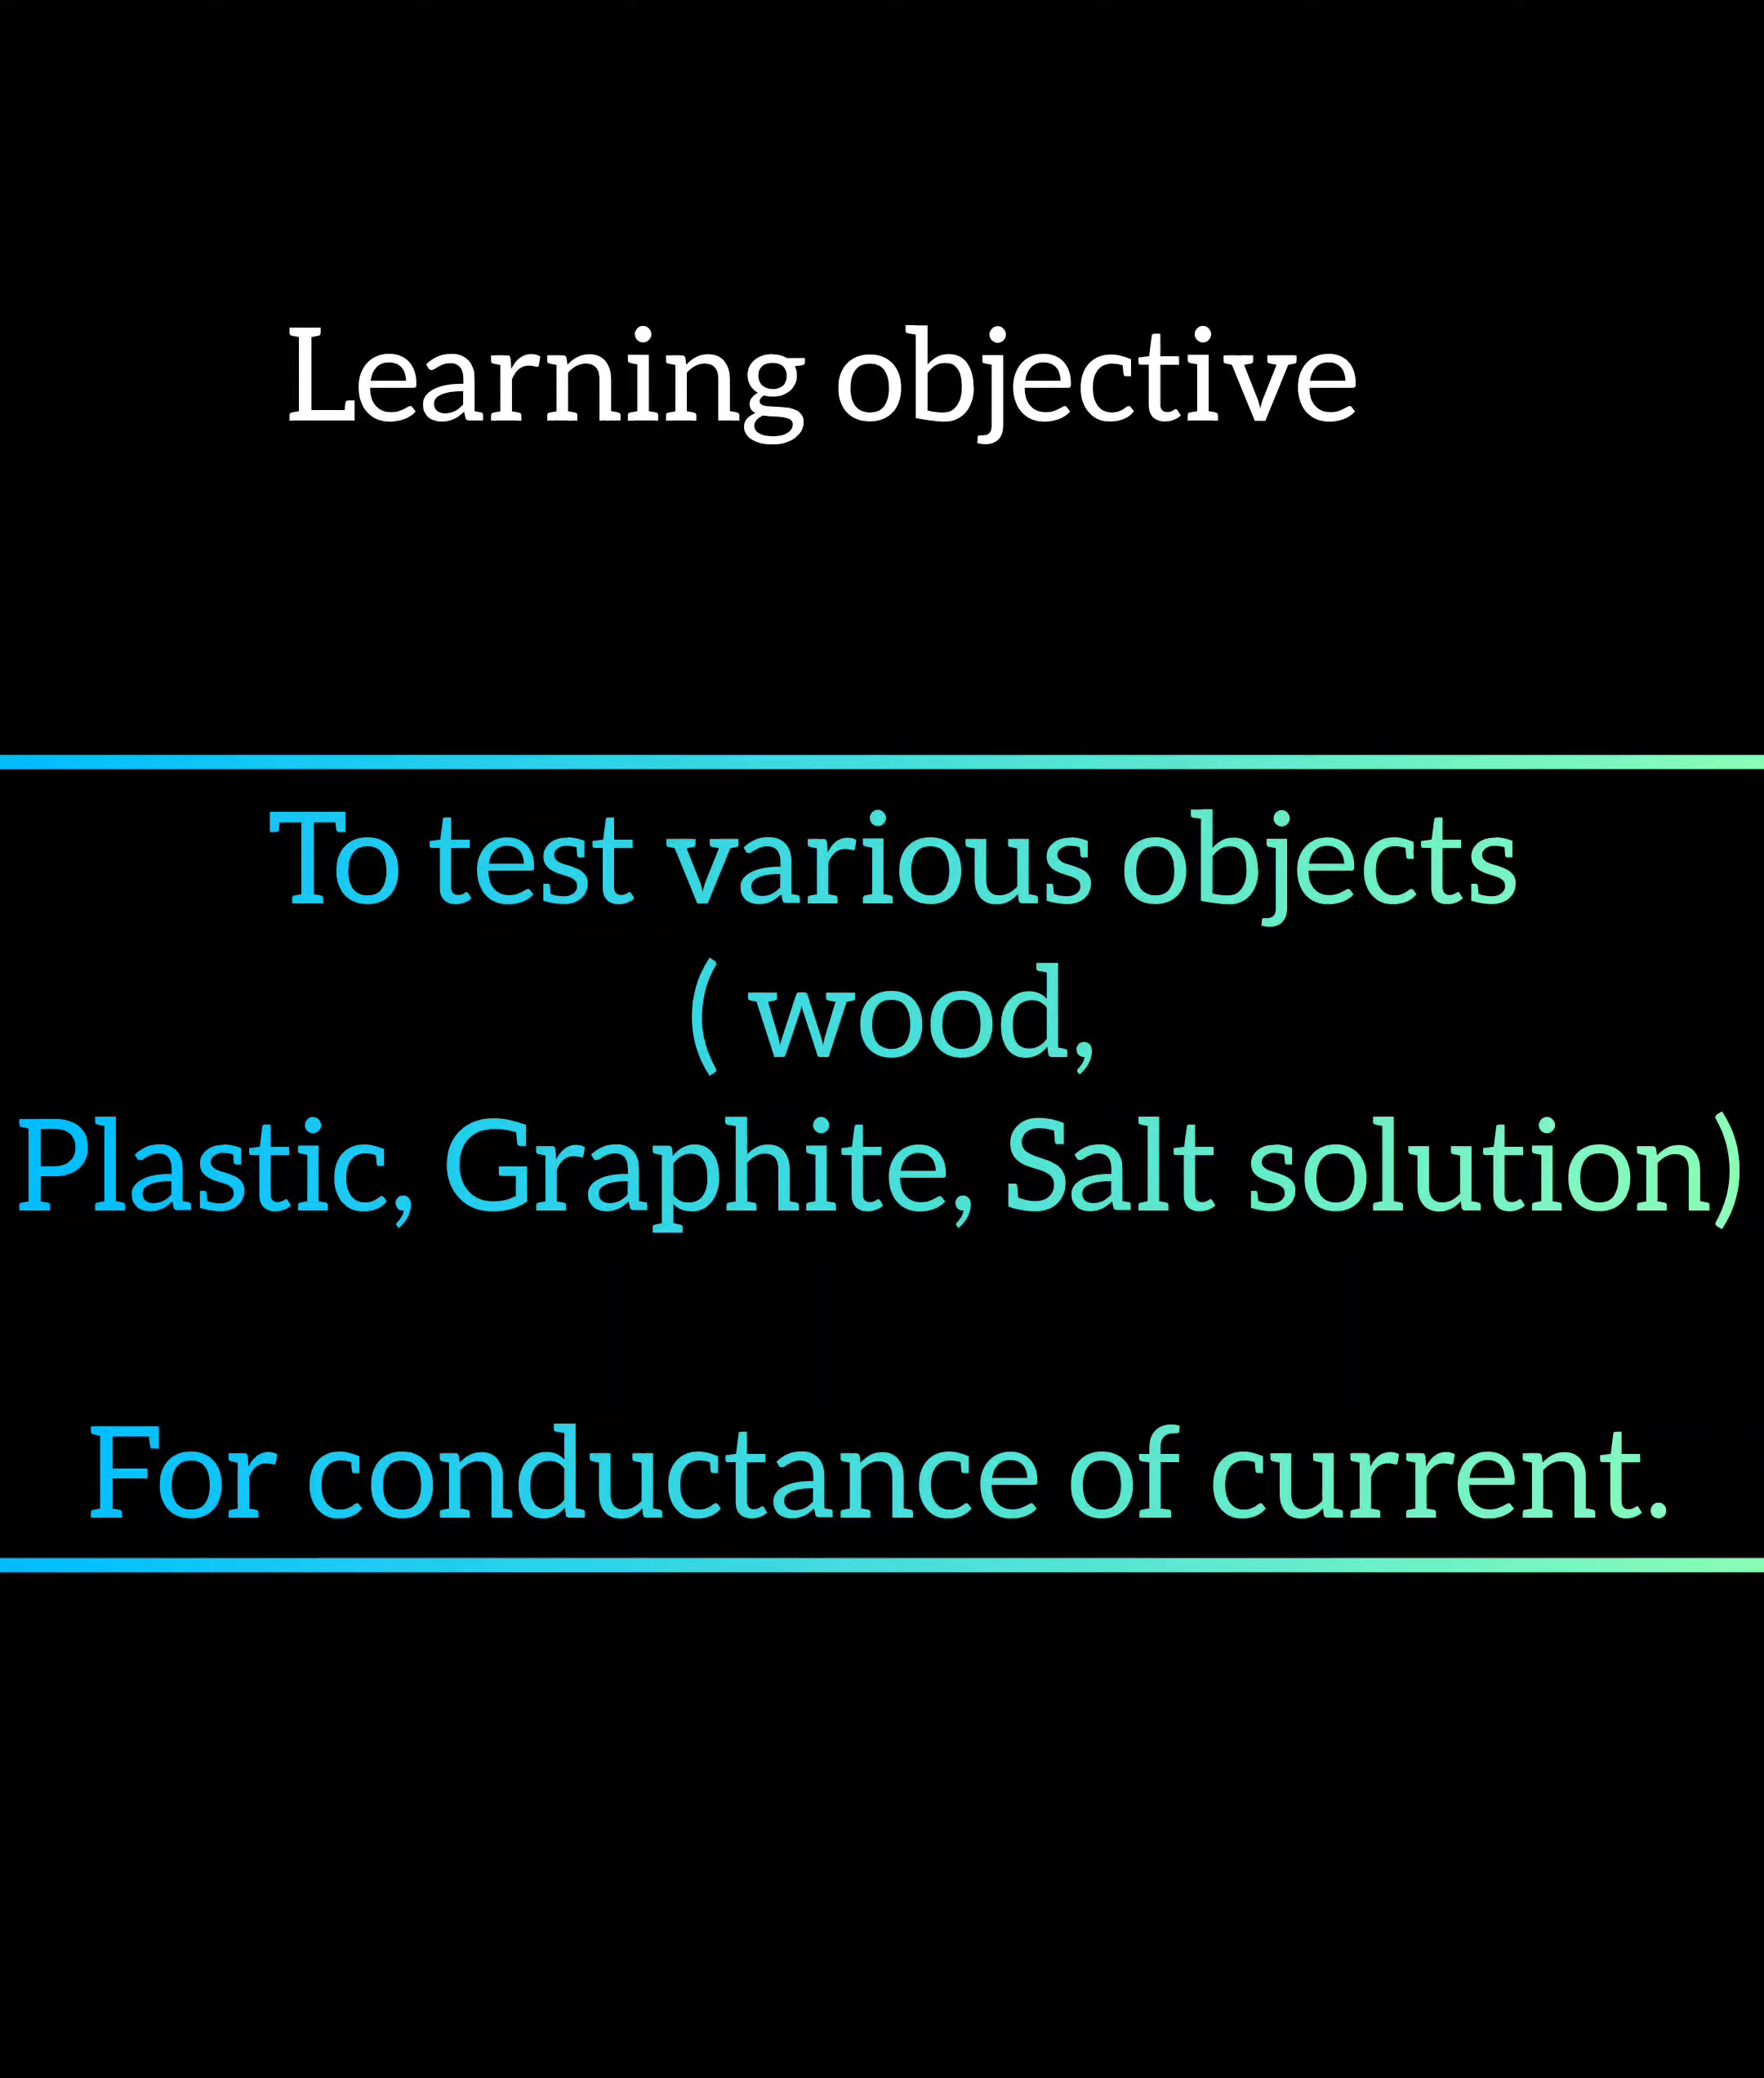 Learning objective
To test various objects
( wood,
Plastic, Graphite, Salt solution)
For conductance of current.